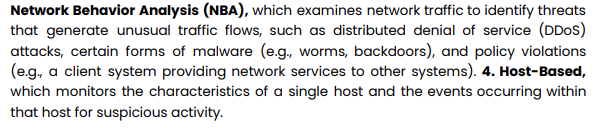 Network Behavior Analysis (NBA), which examines network traffic to identify threats
that generate unusual traffic flows, such as distributed denial of service (DDoS)
attacks, certain forms of malware (e.g., worms, backdoors), and policy violations
(e.g., a client system providing network services to other systems). 4. Host-Based,
which monitors the characteristics of a single host and the events occurring within
that host for suspicious activity.